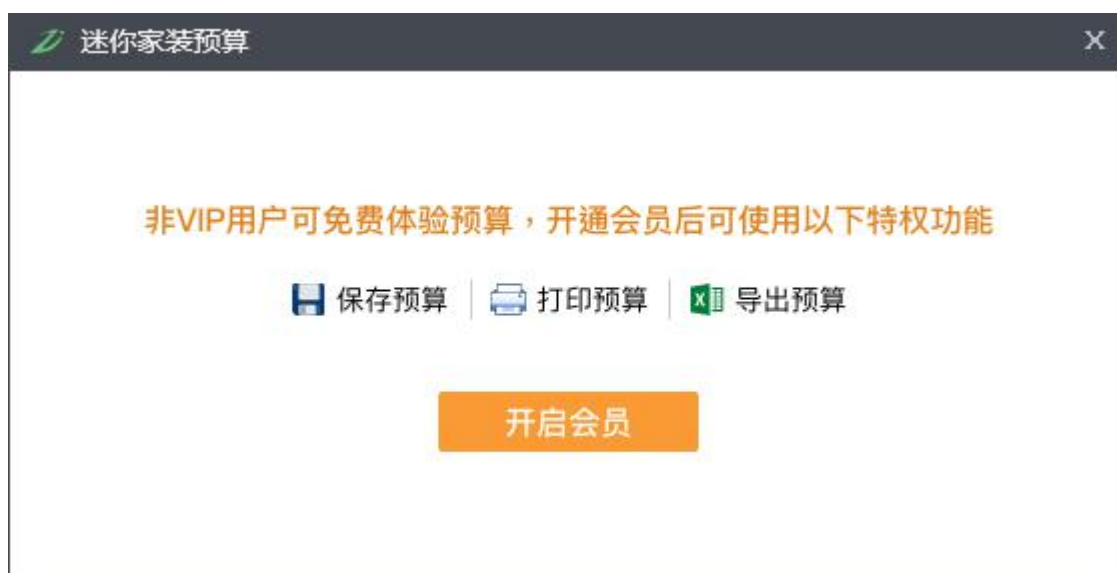 迷你家装预算
非VIP用户可免费体验预算，开通会员后可使用以下特权功能
保存预算 打印预算 导出预算
开启会员